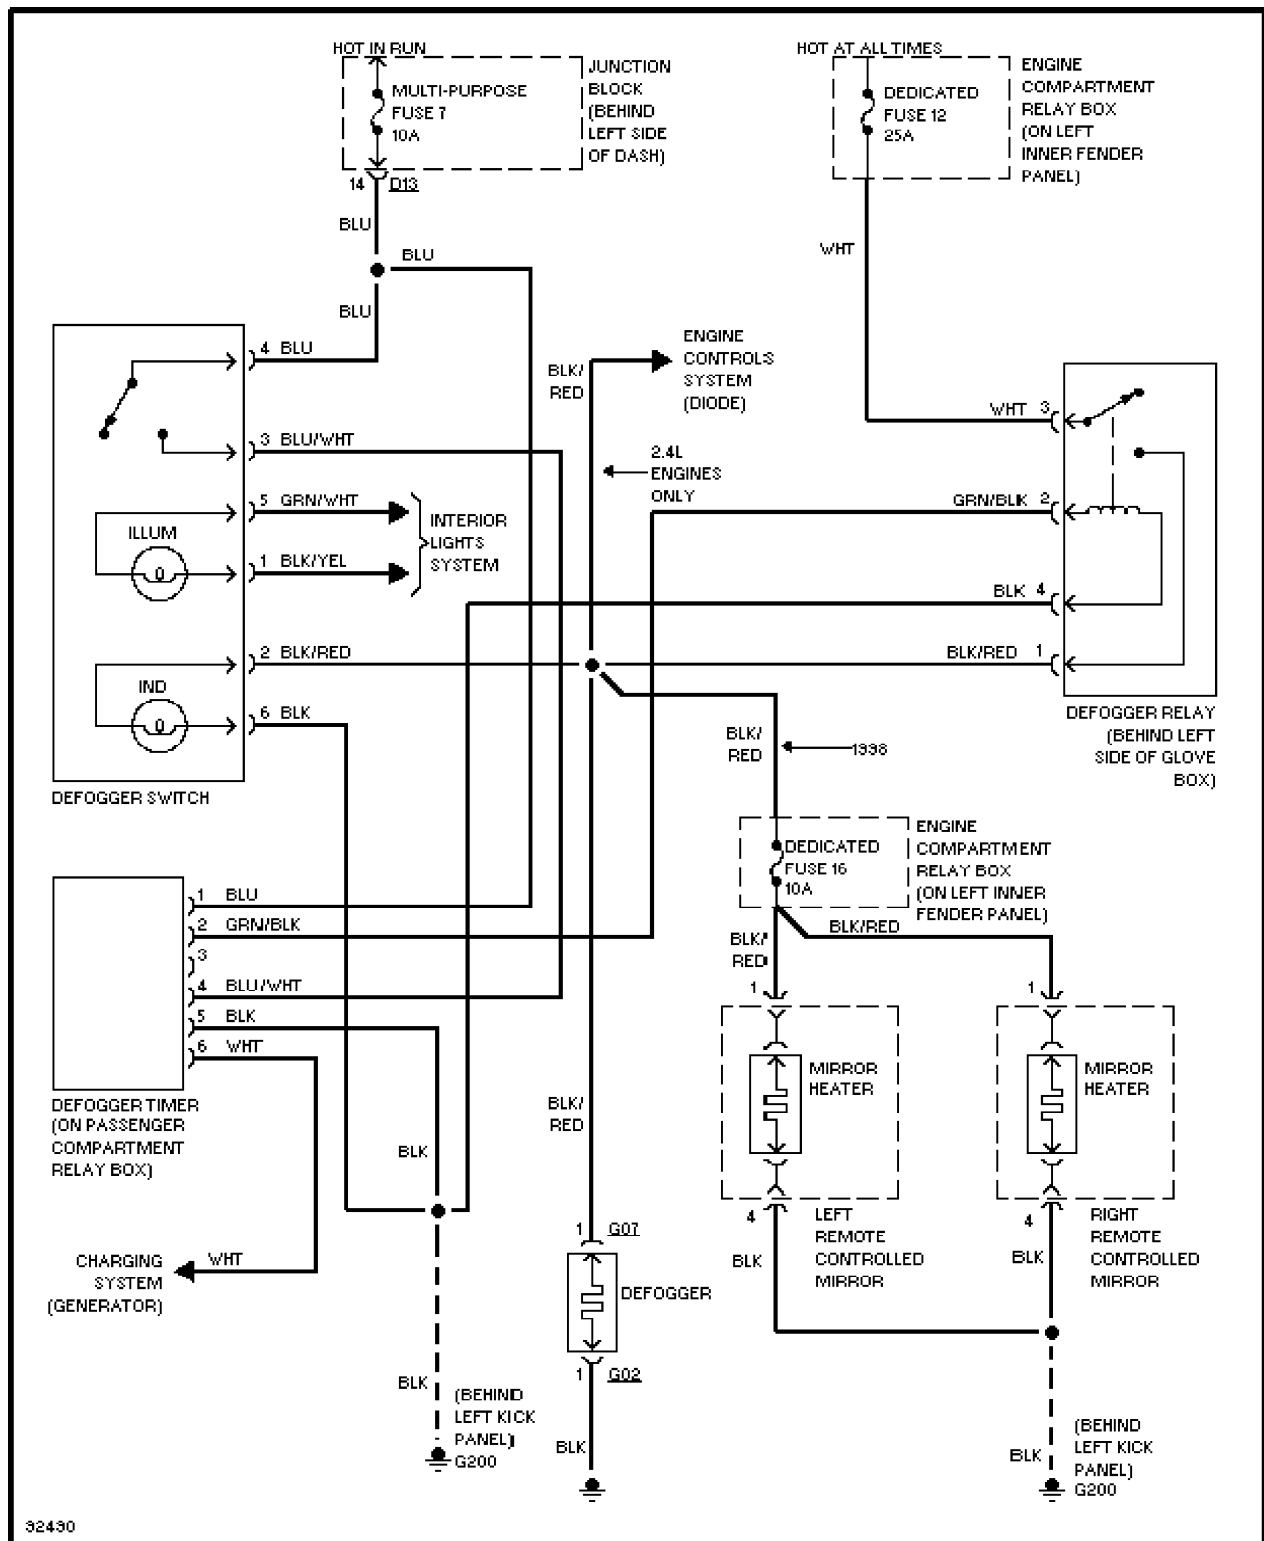 HOT IN RUN
JUNCTION
BLOCK
(BEHIND
LEFT SIDE
OF DASH)
MULTI-PURPOSE
FUSE 7
10A
14 D13
BLU
BLU
BLU
HOT AT ALL TIMES
ENGINE
COMPARTMENT
RELAY BOX
(ON LEFT
INNER FENDER
PANEL)
DEDICATED
FUSE 12
25A
WHT
4 BLU
3 BLU/WHT
5 GRN/WHT
1 BLK/YEL
2 BLK/RED
6 BLK
ILLUM
IND
DEFOGGER SWITCH
INTERIOR
LIGHTS
SYSTEM
BLK/
RED
ENGINE
CONTROLS
SYSTEM
(DIODE)
2.4L
ENGINES
ONLY
WHT 3
GRN/BLK 2
BLK 4
BLK/RED 1
DEFOGGER RELAY
(BEHIND LEFT
SIDE OF GLOVE
BOX)
BLK/
RED
1998
ENGINE
COMPARTMENT
RELAY BOX
(ON LEFT INNER
FENDER PANEL)
DEDICATED
FUSE 16
10A
BLK/RED
BLK/
RED
1 BLU
2 GRN/BLK
3
4 BLU/WHT
5 BLK
6 WHT
DEFOGGER TIMER
(ON PASSENGER
COMPARTMENT
RELAY BOX)
CHARGING
SYSTEM
(GENERATOR)
WHT
BLK
BLK
(BEHIND
LEFT KICK
PANEL)
G200
BLK/
RED
1 G07
DEFOGGER
1 G02
BLK
1
MIRROR
HEATER
4
LEFT
REMOTE
CONTROLLED
MIRROR
BLK
1
MIRROR
HEATER
4
RIGHT
REMOTE
CONTROLLED
MIRROR
BLK
BLK
(BEHIND
LEFT KICK
PANEL)
G200
92490